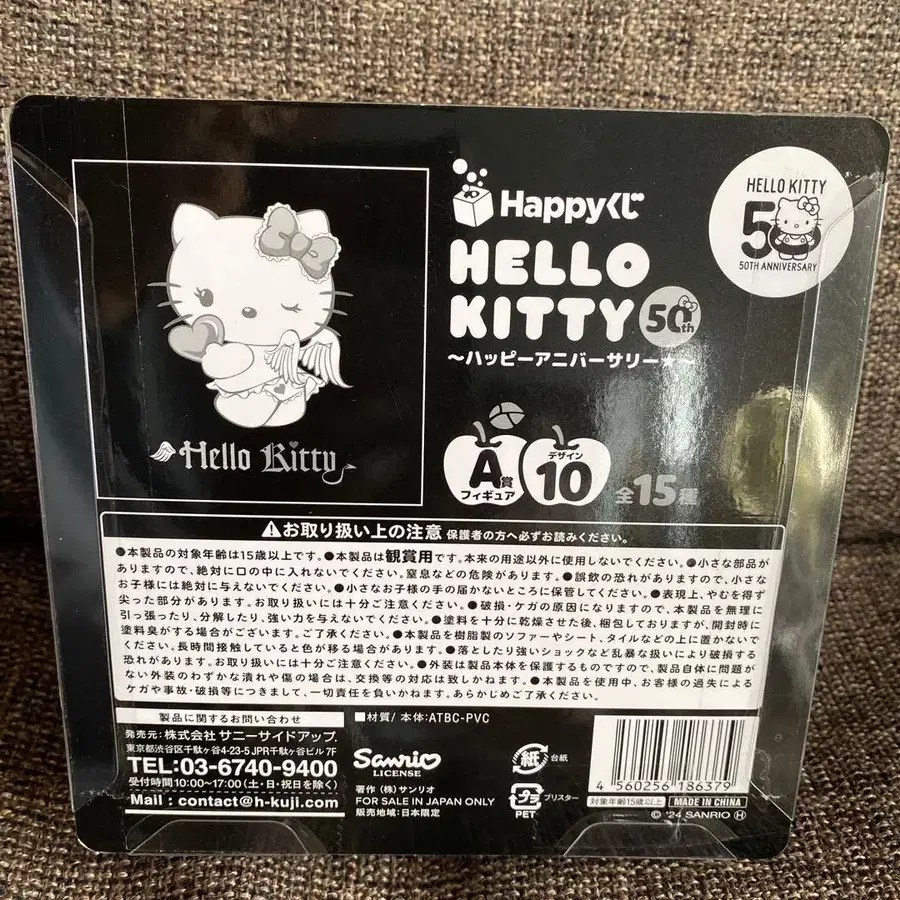 Happyくじ
HELLO
KITTY 50th
～ハッピーアニバーサリー★～
HELLO KITTY
50
50TH ANNIVERSARY
Hello Kitty
A賞
フィギュア
デザイン
10
全15種
⚠お取り扱い上の注意 保護者の方へ必ずお読みください。
●本製品の対象年齢は15歳以上です。●本製品は観賞用です。本来の用途以外に使用しないでください。●小さな部品が
ありますので、絶対に口の中に入れないでください。窒息などの危険があります。●誤飲の恐れがありますので、小さな
お子様には絶対に与えないでください。●小さなお子様の手の届かないところに保管してください。●表現上、やむを得ず
尖った部分があります。お取り扱いには十分ご注意ください。●破損・ケガの原因になりますので、本製品を無理に
引っ張ったり、分解したり、強い力を与えないでください。●塗料を十分に乾燥させた後、梱包しておりますが、開封時に
塗料臭がする場合がございます。ご了承ください。●本製品を樹脂製のソファーやシート、タイルなどの上に置かないで
ください。長時間接触していると色が移る場合があります。●落としたり強いショックなど乱暴な扱いにより破損する
恐れがあります。お取り扱いには十分ご注意ください。●外装は製品本体を保護するものですので、製品自体に問題が
ない外装のわずかな潰れや傷の場合は、交換等の対応は致しかねます。●本製品を使用中、お客様の過失による
ケガや事故・破損等につきまして、一切責任を負いかねます。あらかじめご了承ください。
製品に関するお問い合わせ
発売元：株式会社 サニーサイドアップ
東京都渋谷区千駄ヶ谷4-23-5 JPR千駄ヶ谷ビル 7F
TEL:03-6740-9400
受付時間10:00～17:00（土・日・祝日を除く）
Mail : contact@h-kuji.com
■材質/ 本体:ATBC-PVC
Sanrio
LICENSE
著作（株）サンリオ
FOR SALE IN JAPAN ONLY
販売地域：日本限定
紙
台紙
プラ
ブリスター
PET
4 560256 186379
対象年齢15歳以上
MADE IN CHINA
© '24 SANRIO Ⓗ